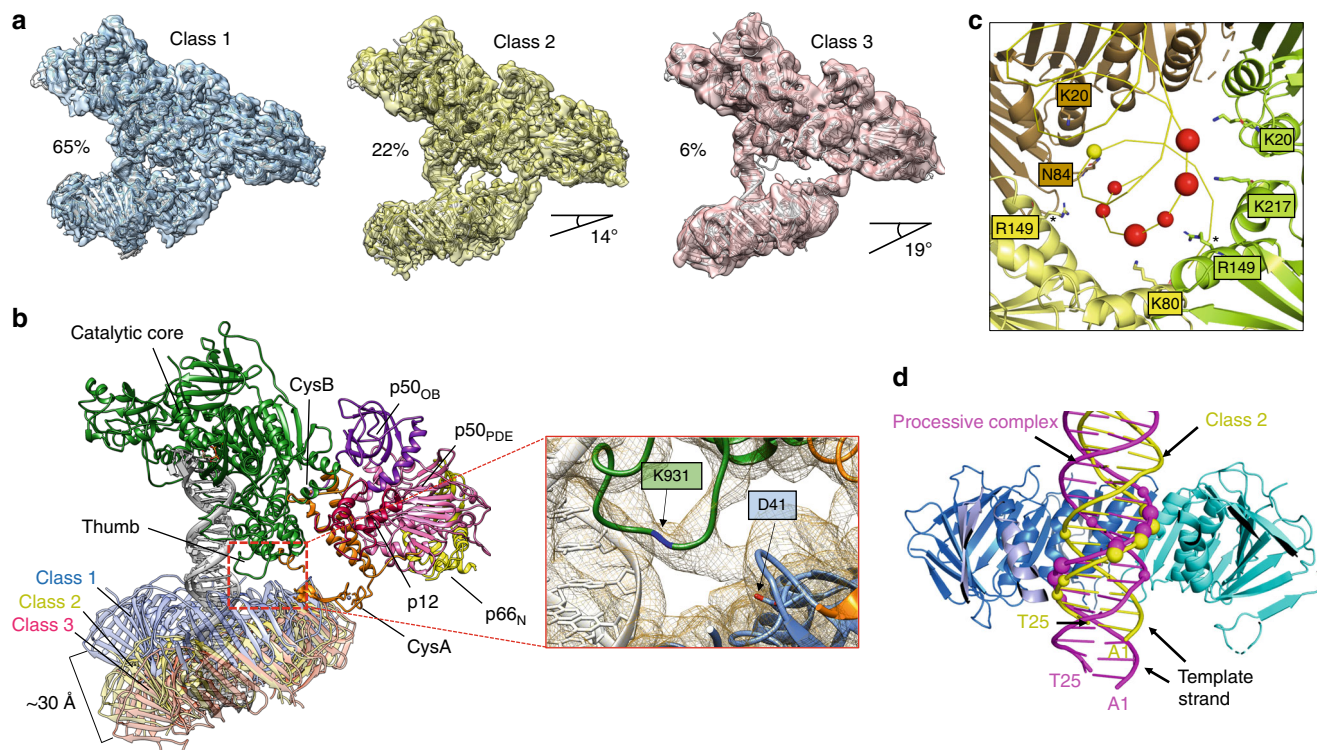 a
Class 1
65%
Class 2
22%
14°
Class 3
6%
19°
b
Catalytic core
CysB
p50OB
p50PDE
Thumb
Class 1
Class 2
Class 3
~30 Å
p12
p66N
CysA
K931
D41
c
K20
K20
N84
K217
R149
*
*
R149
K80
d
Processive complex
Class 2
T25
A1
T25
A1
Template
strand